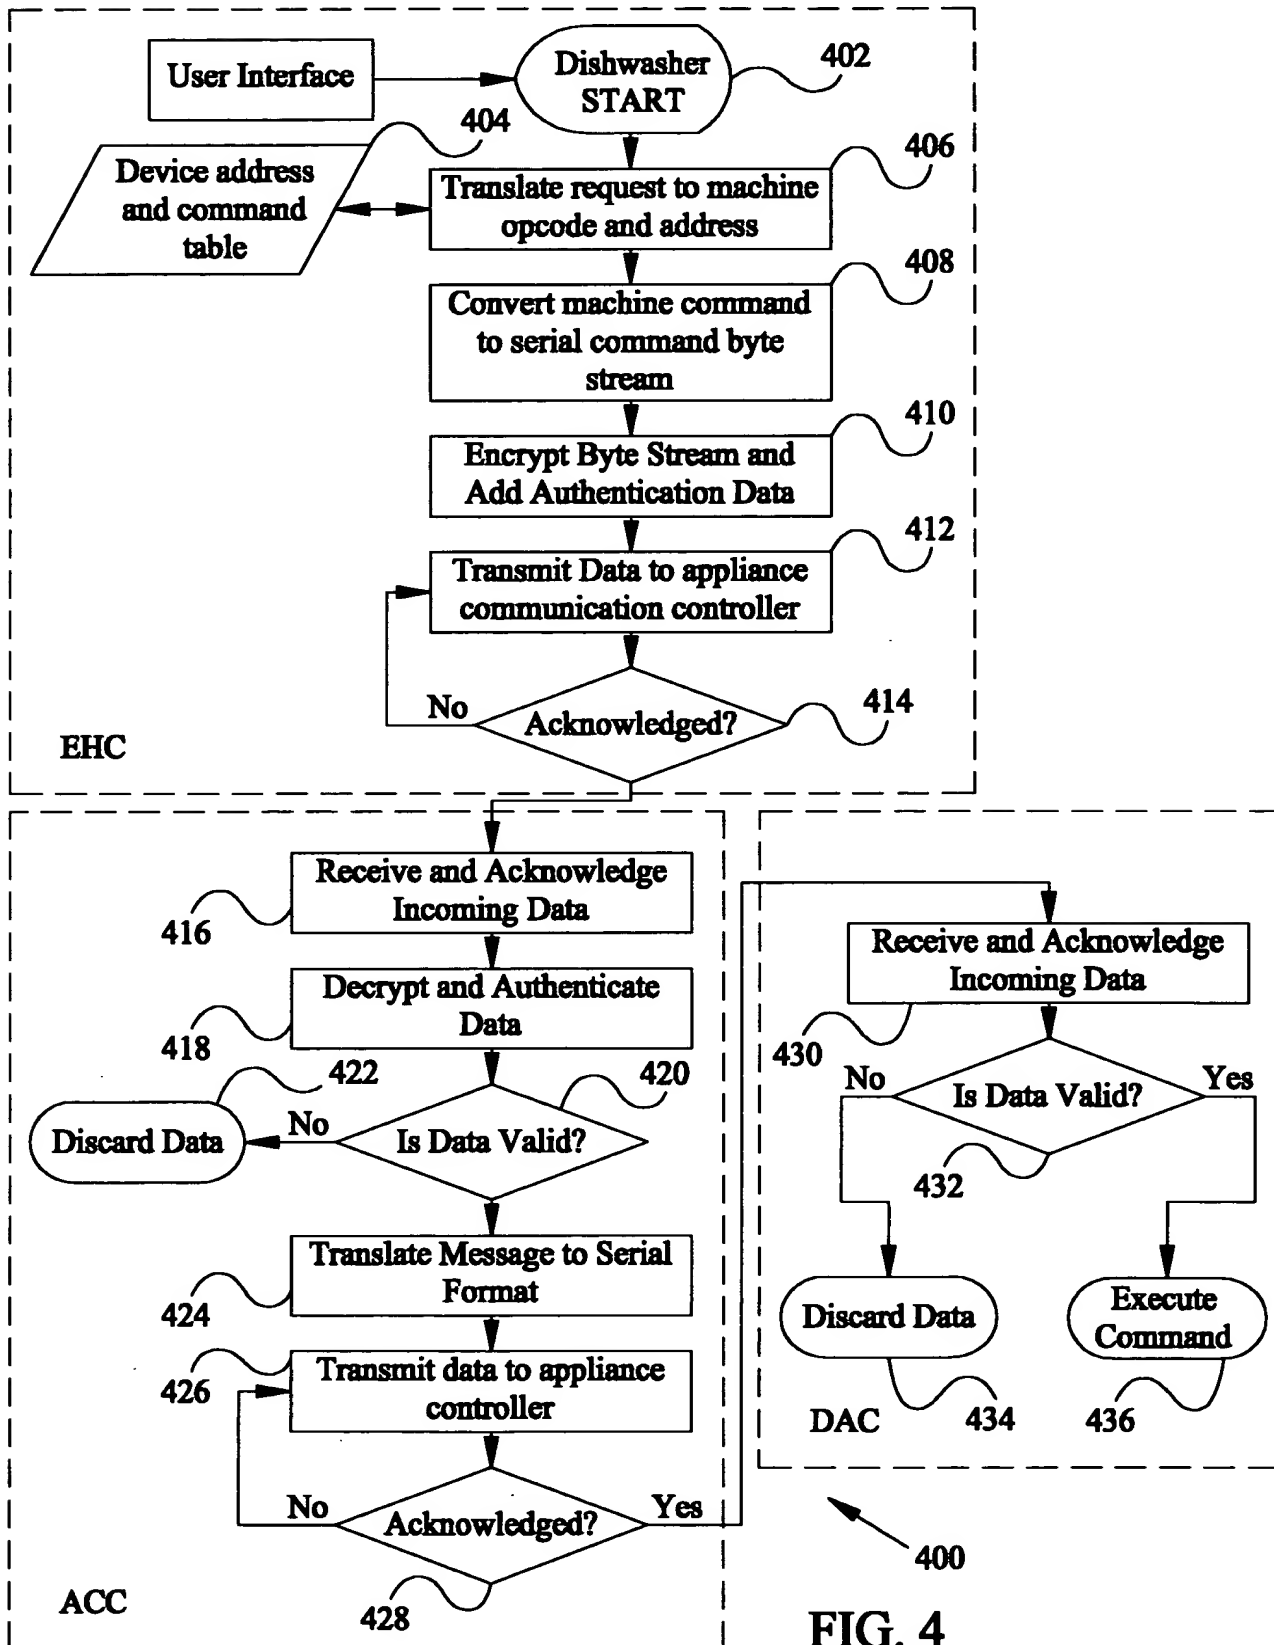 User Interface
Dishwasher
START
402
404
Device address
and command
table
406
Translate request to machine
opcode and address
408
Convert machine command
to serial command byte
stream
410
Encrypt Byte Stream and
Add Authentication Data
412
Transmit Data to appliance
communication controller
No
Acknowledged?
414
EHC
Receive and Acknowledge
Incoming Data
416
Decrypt and Authenticate
Data
418
422
420
Discard Data
No
Is Data Valid?
Translate Message to Serial
Format
424
Transmit data to appliance
controller
426
No
Acknowledged?
Yes
428
ACC
Receive and Acknowledge
Incoming Data
430
No
Is Data Valid?
Yes
432
Discard Data
Execute
Command
434
436
DAC
400
FIG. 4